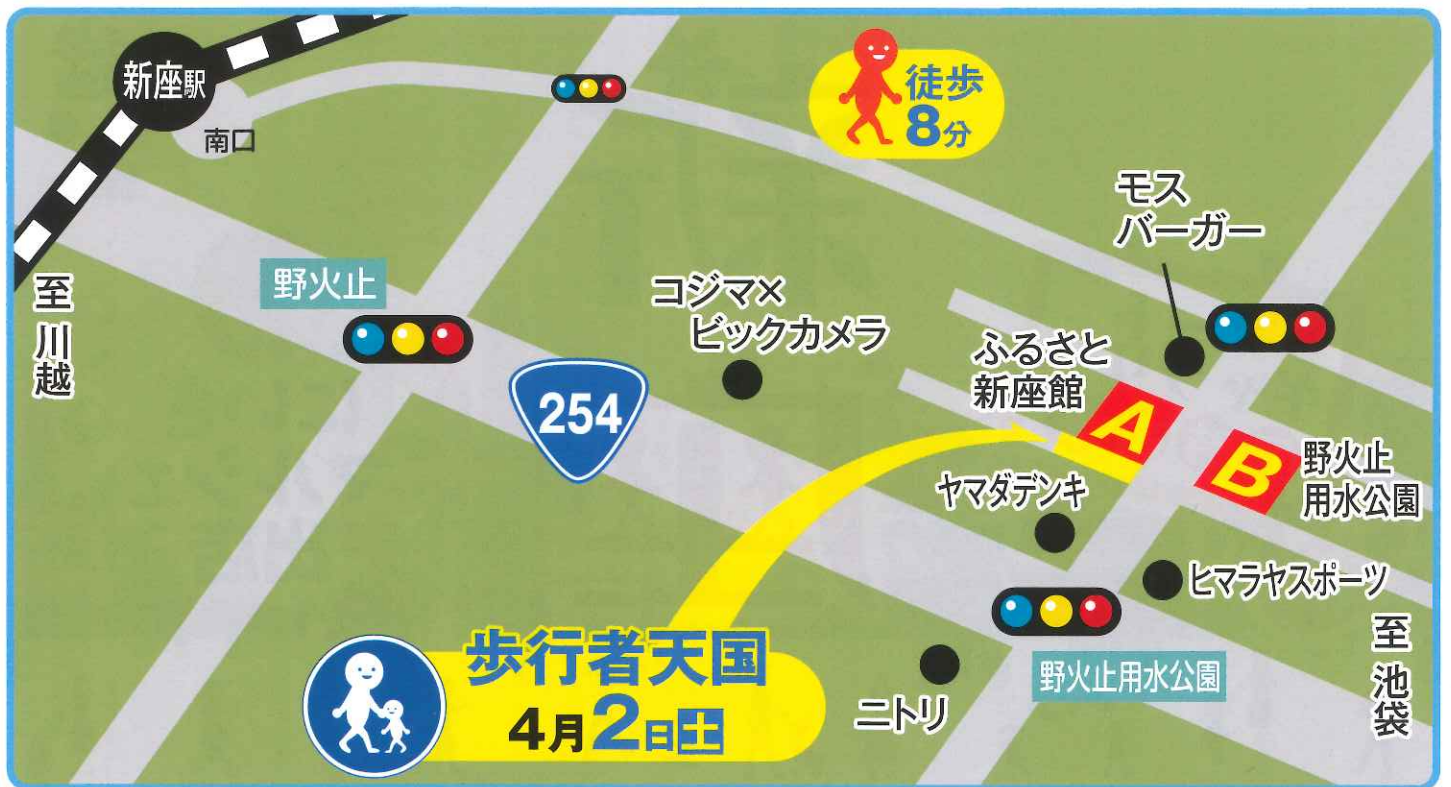 新座駅
南口
徒歩
8分
モス
バーガー
至川越
野火止
コジマ×
ビックカメラ
254
ふるさと
新座館
A
B
野火止
用水公園
ヤマダデンキ
ヒマラヤスポーツ
至池袋
野火止用水公園
ニトリ
歩行者天国
4月2日土